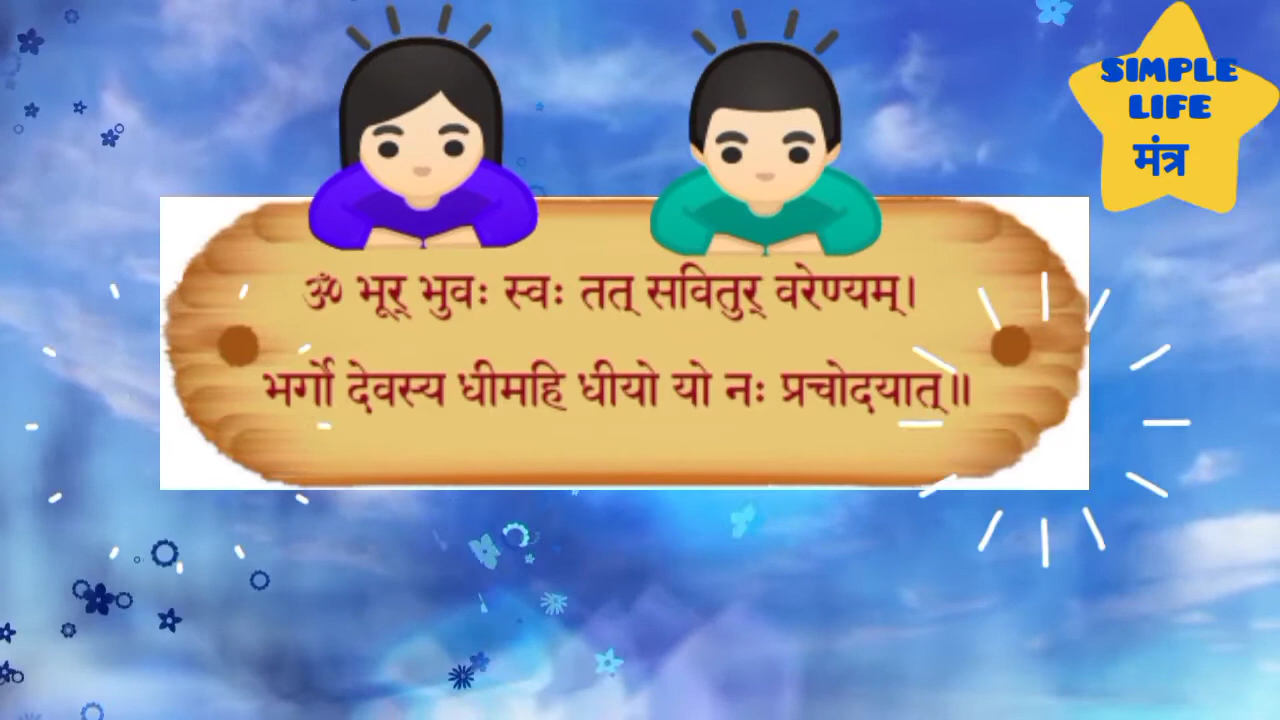 SIMPLE
LIFE
मंत्र
ॐ भूर् भुवः स्वः तत् सवितुर् वरेण्यम्।
भर्गो देवस्य धीमहि धीयो यो नः प्रचोदयात्॥